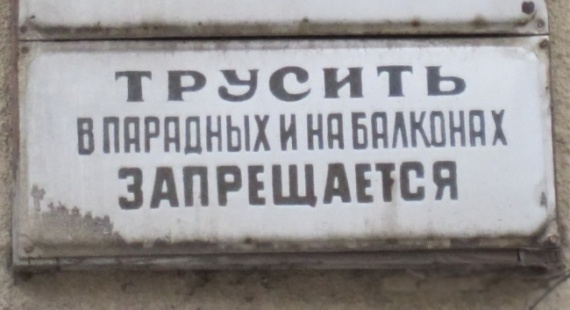 ТРУСИТЬ
В ПАРАДНЫХ И НА БАЛКОНАХ
ЗАПРЕЩАЕТСЯ